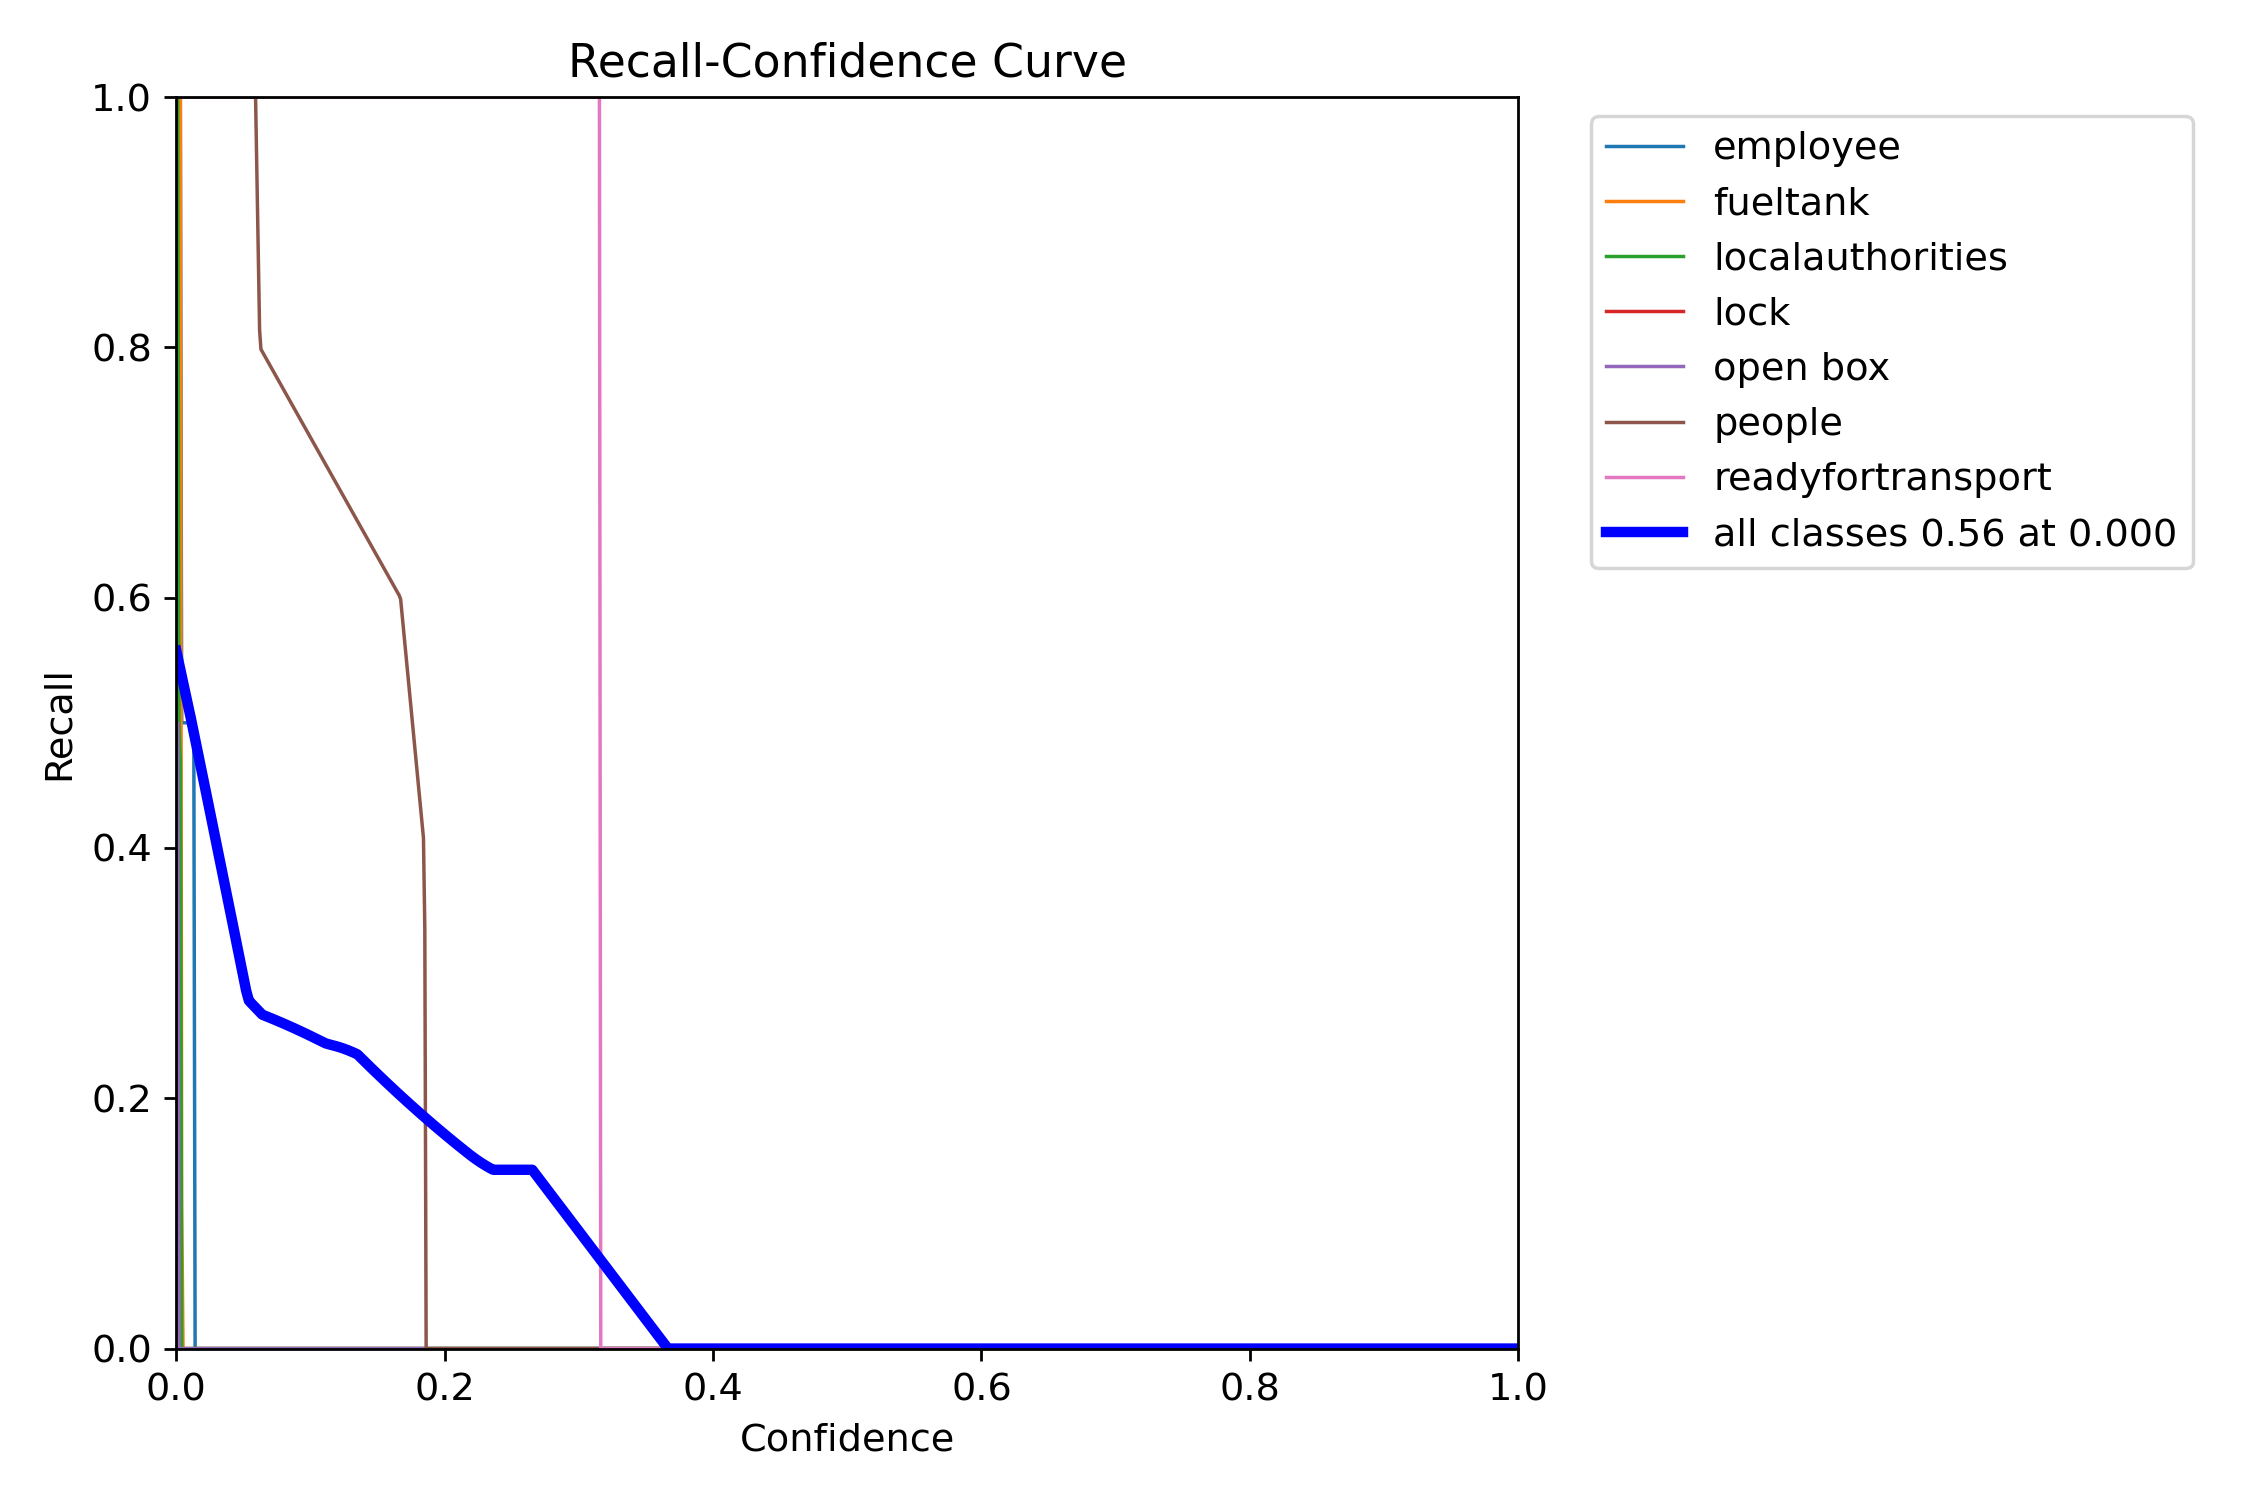 Recall-Confidence Curve
1.0
0.8
0.6
0.4
0.2
0.0
Recall
0.0 0.2 0.4 0.6 0.8 1.0
Confidence
employee
fueltank
localauthorities
lock
open box
people
readyfortransport
all classes 0.56 at 0.000